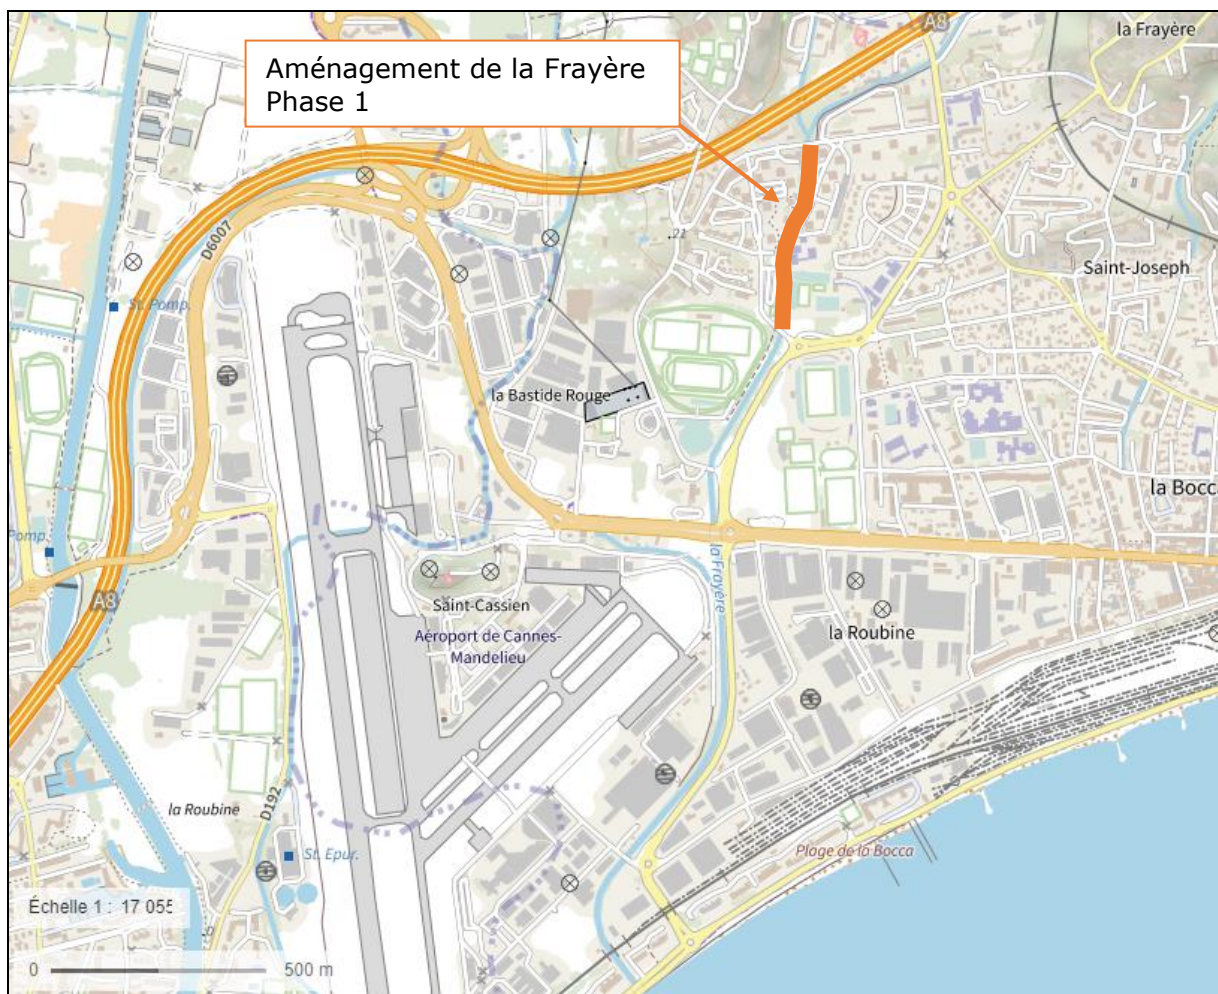 A8
la Frayère
Aménagement de la Frayère
Phase 1
D6007
21
Saint-Joseph
St. Pomp.
la Bastide Rouge
la Bocca
Pomp.
la Frayère
A8
Saint-Cassien
la Roubine
Aéroport de Cannes-
Mandelieu
la Roubine
D192
St. Epur.
Plage de la Bocca
Échelle 1 : 17 055
0
500 m